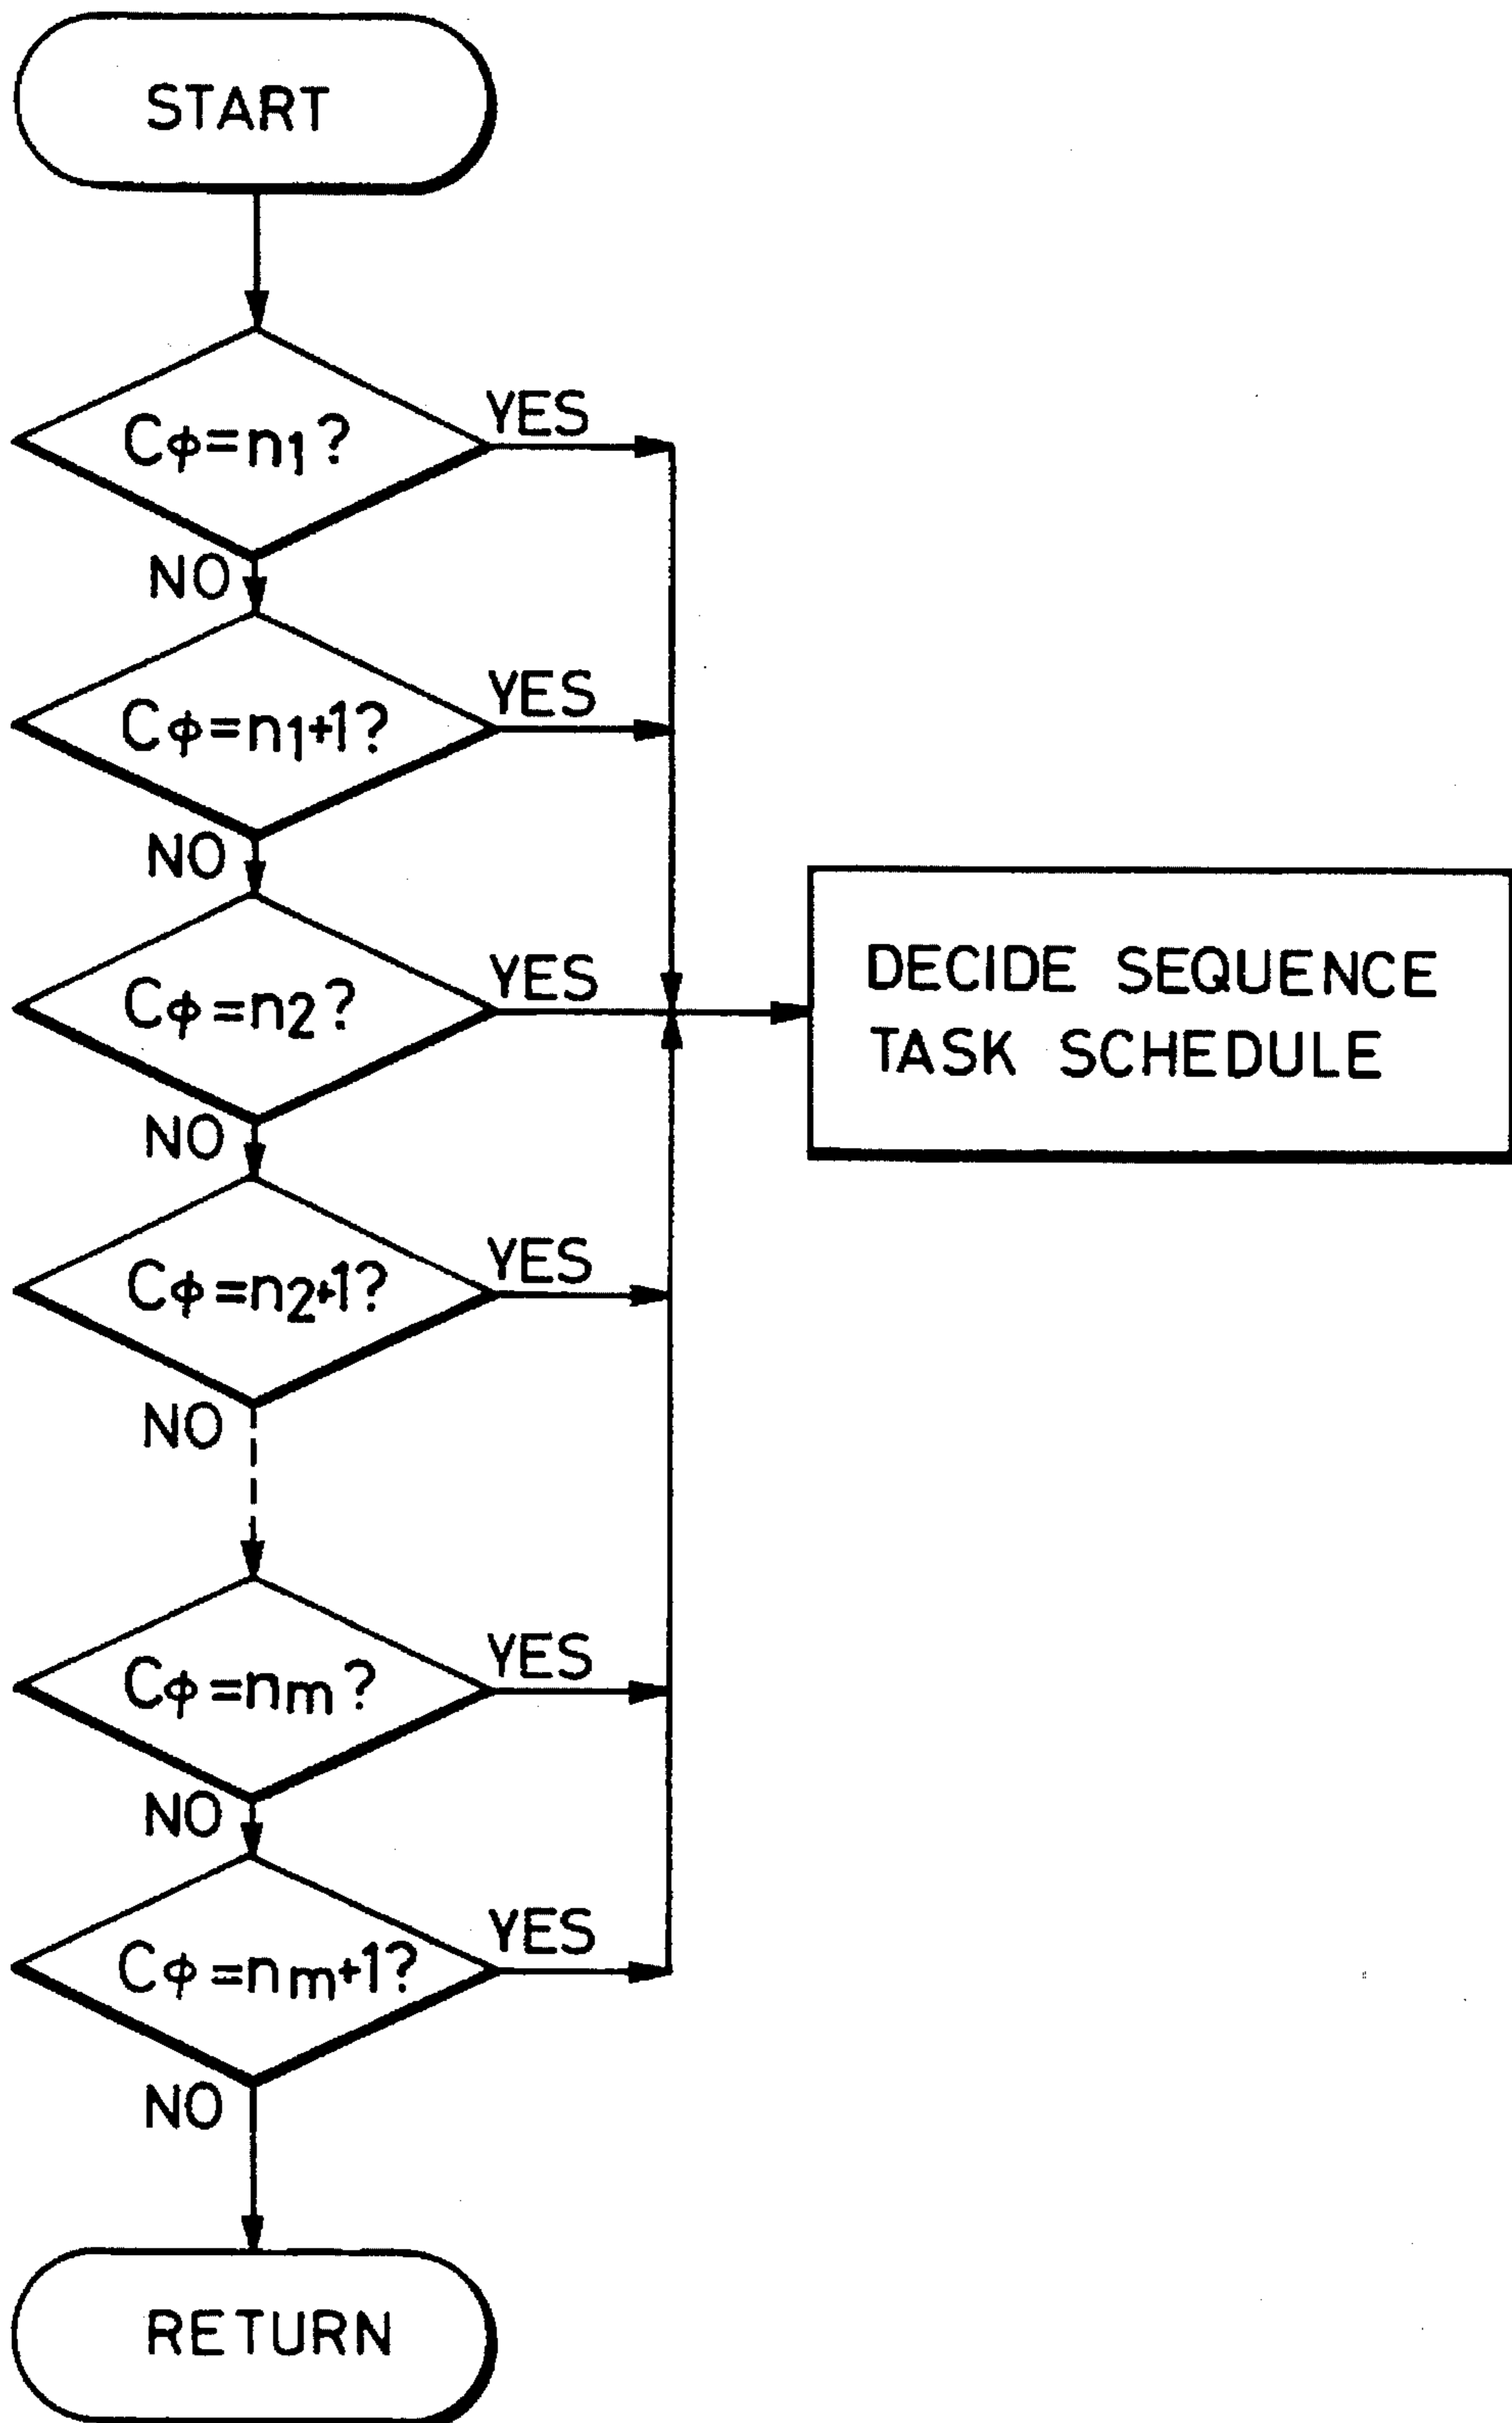 START
Cϕ=n1?
YES
NO
Cϕ=n1+1?
YES
NO
Cϕ=n2?
YES
DECIDE SEQUENCE
TASK SCHEDULE
NO
Cϕ=n2+1?
YES
NO
Cϕ=nm?
YES
NO
Cϕ=nm+1?
YES
NO
RETURN